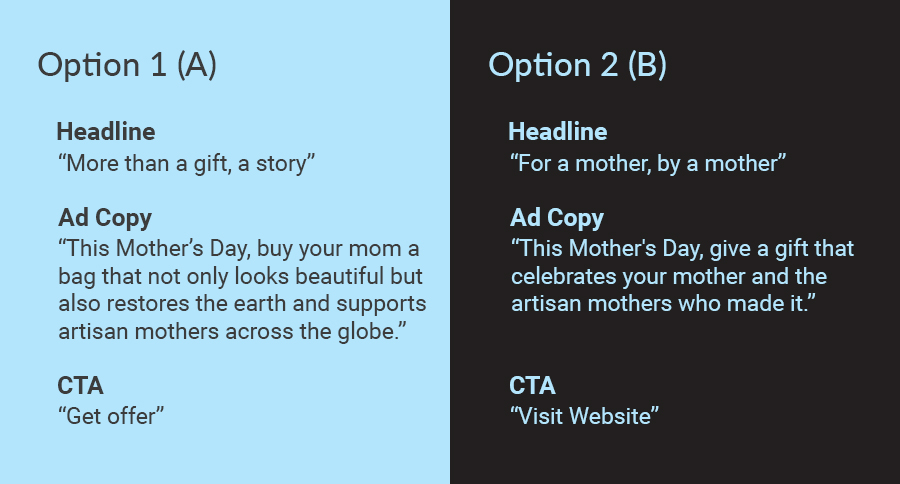 Option 1 (A)
Headline
“More than a gift, a story”
Ad Copy
“This Mother’s Day, buy your mom a
bag that not only looks beautiful but
also restores the earth and supports
artisan mothers across the globe.”
CTA
“Get offer”
Option 2 (B)
Headline
“For a mother, by a mother”
Ad Copy
“This Mother's Day, give a gift that
celebrates your mother and the
artisan mothers who made it.”
CTA
“Visit Website”